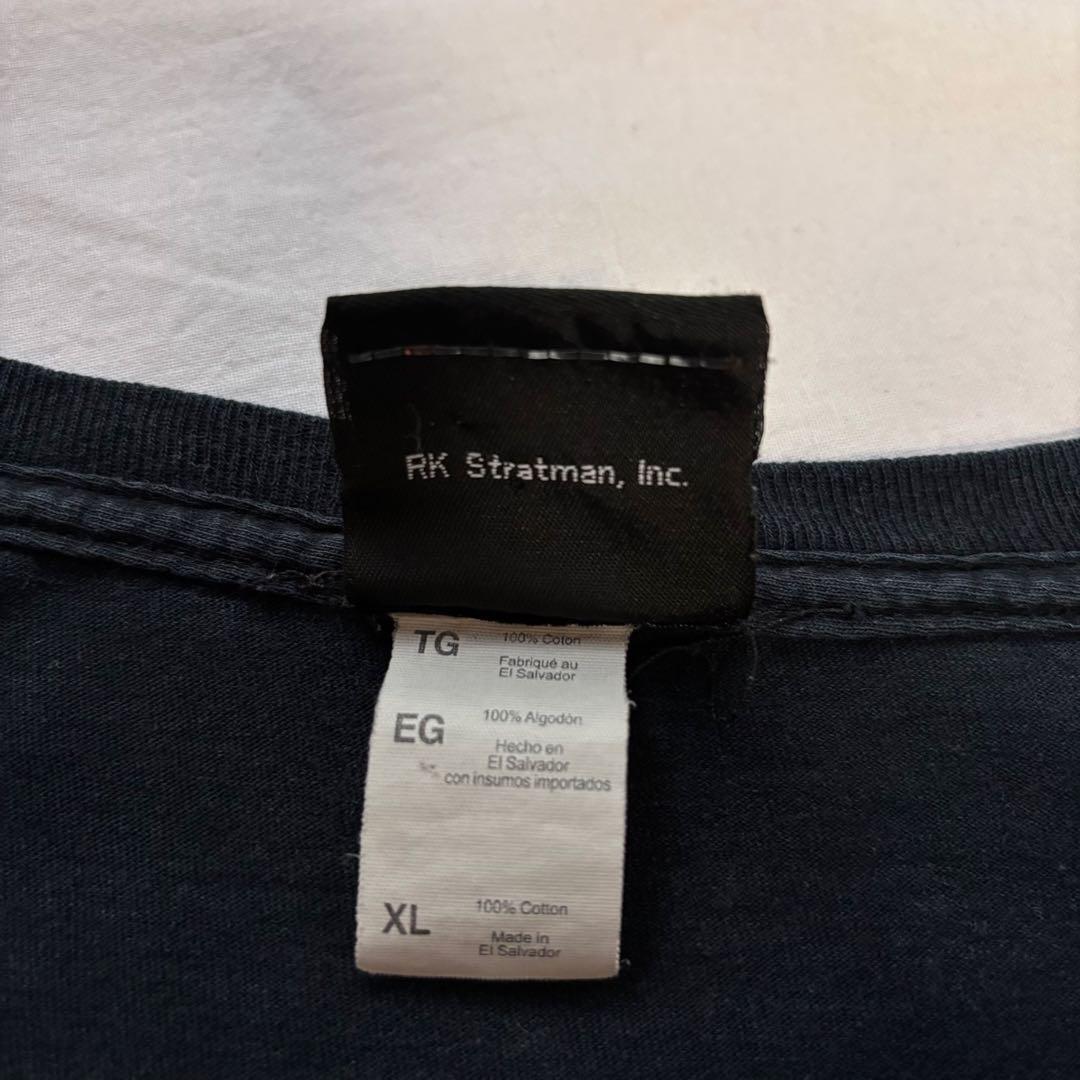 RK Stratman, Inc.
TG
100% Coton
Fabriqué au
El Salvador
EG
100% Algodón
Hecho en
El Salvador
con insumos importados
XL
100% Cotton
Made in
El Salvador